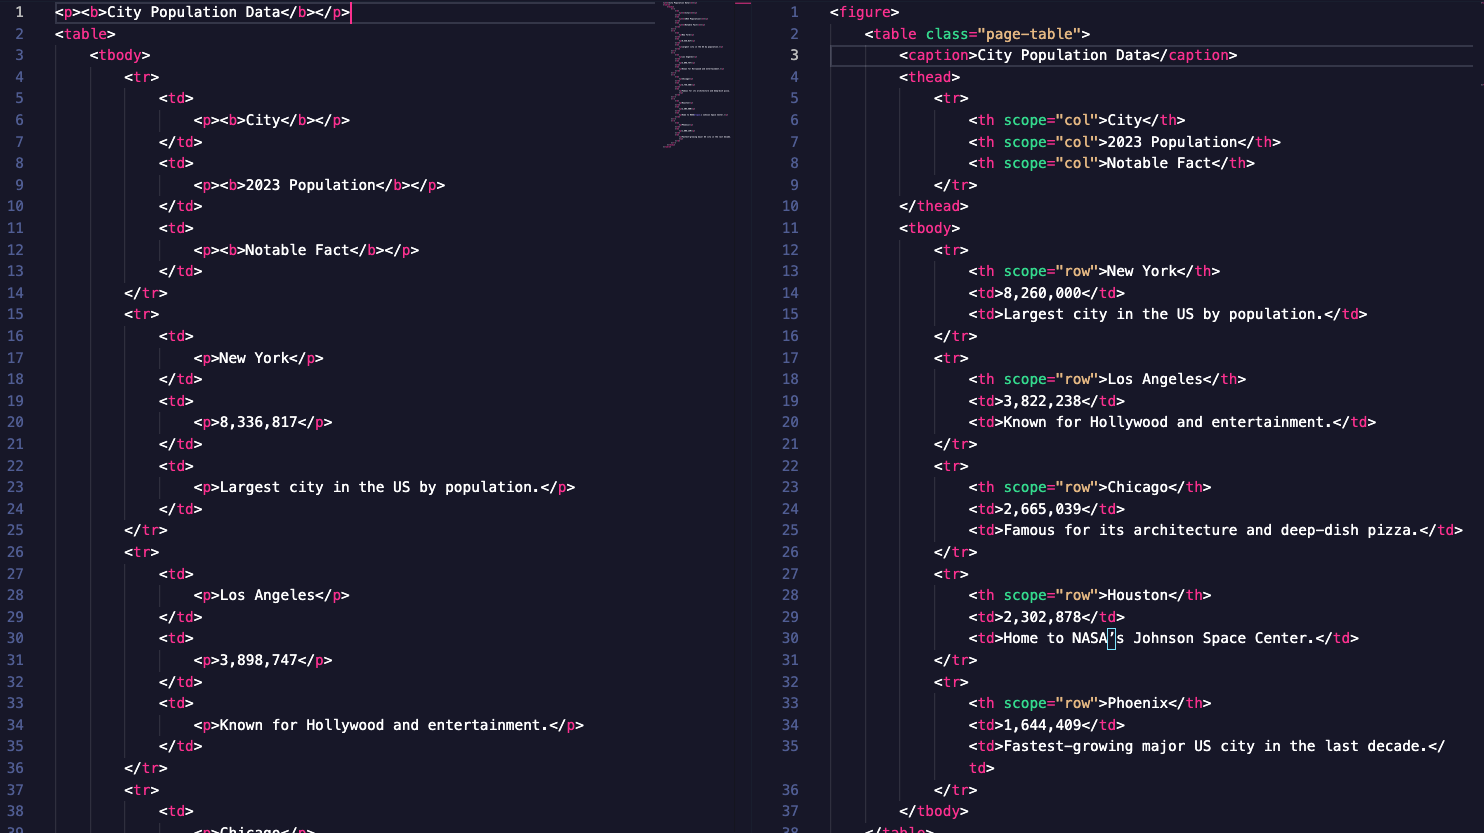 1 <p><b>City Population Data</b></p>
2 <table>
3 <tbody>
4 <tr>
5 <td>
6 <p><b>City</b></p>
7 </td>
8 <td>
9 <p><b>2023 Population</b></p>
10 </td>
11 <td>
12 <p><b>Notable Fact</b></p>
13 </td>
14 </tr>
15 <tr>
16 <td>
17 <p>New York</p>
18 </td>
19 <td>
20 <p>8,336,817</p>
21 </td>
22 <td>
23 <p>Largest city in the US by population.</p>
24 </td>
25 </tr>
26 <tr>
27 <td>
28 <p>Los Angeles</p>
29 </td>
30 <td>
31 <p>3,898,747</p>
32 </td>
33 <td>
34 <p>Known for Hollywood and entertainment.</p>
35 </td>
36 </tr>
37 <tr>
38 <td>
39 <p>Chicago</p>
1 <figure>
2 <table class="page-table">
3 <caption>City Population Data</caption>
4 <thead>
5 <tr>
6 <th scope="col">City</th>
7 <th scope="col">2023 Population</th>
8 <th scope="col">Notable Fact</th>
9 </tr>
10 </thead>
11 <tbody>
12 <tr>
13 <th scope="row">New York</th>
14 <td>8,260,000</td>
15 <td>Largest city in the US by population.</td>
16 </tr>
17 <tr>
18 <th scope="row">Los Angeles</th>
19 <td>3,822,238</td>
20 <td>Known for Hollywood and entertainment.</td>
21 </tr>
22 <tr>
23 <th scope="row">Chicago</th>
24 <td>2,665,039</td>
25 <td>Famous for its architecture and deep-dish pizza.</td>
26 </tr>
27 <tr>
28 <th scope="row">Houston</th>
29 <td>2,302,878</td>
30 <td>Home to NASA’s Johnson Space Center.</td>
31 </tr>
32 <tr>
33 <th scope="row">Phoenix</th>
34 <td>1,644,409</td>
35 <td>Fastest-growing major US city in the last decade.</
td>
36 </tr>
37 </tbody>
38 </table>